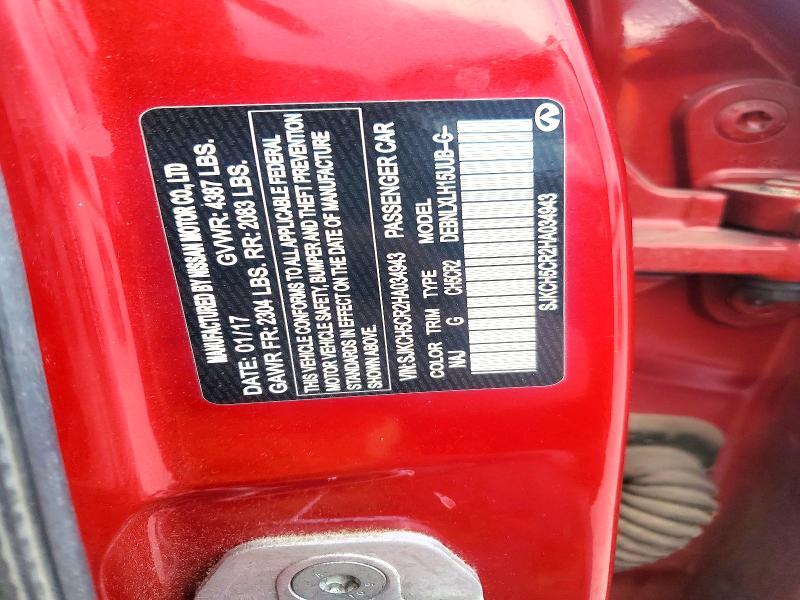 MANUFACTURED BY NISSAN MOTOR CO., LTD
DATE: 01/17 GVWR: 4387 LBS.
GAWR FR: 2304 LBS. RR: 2083 LBS.
THIS VEHICLE CONFORMS TO ALL APPLICABLE FEDERAL
MOTOR VEHICLE SAFETY, BUMPER AND THEFT PREVENTION
STANDARDS IN EFFECT ON THE DATE OF MANUFACTURE
SHOWN ABOVE.
VIN:SJKCH5CR2HA034943 PASSENGER CAR
COLOR TRIM TYPE MODEL
NAJ G CH5CR2 DERNLXLH15UUB-G-
SJKCH5CR2HA034943